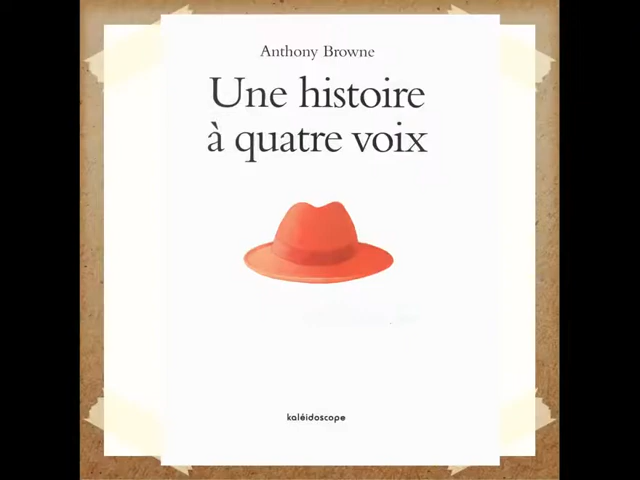 Anthony Browne
Une histoire
à quatre voix
kaléidoscope